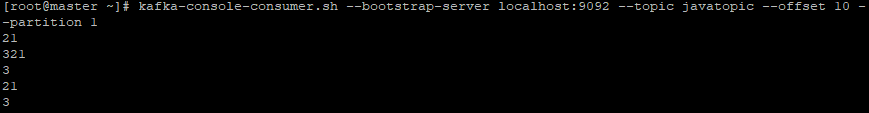 [root@master ~]# kafka-console-consumer.sh --bootstrap-server localhost:9092 --topic javatopic --offset 10 -
-partition 1
21
321
3
21
3